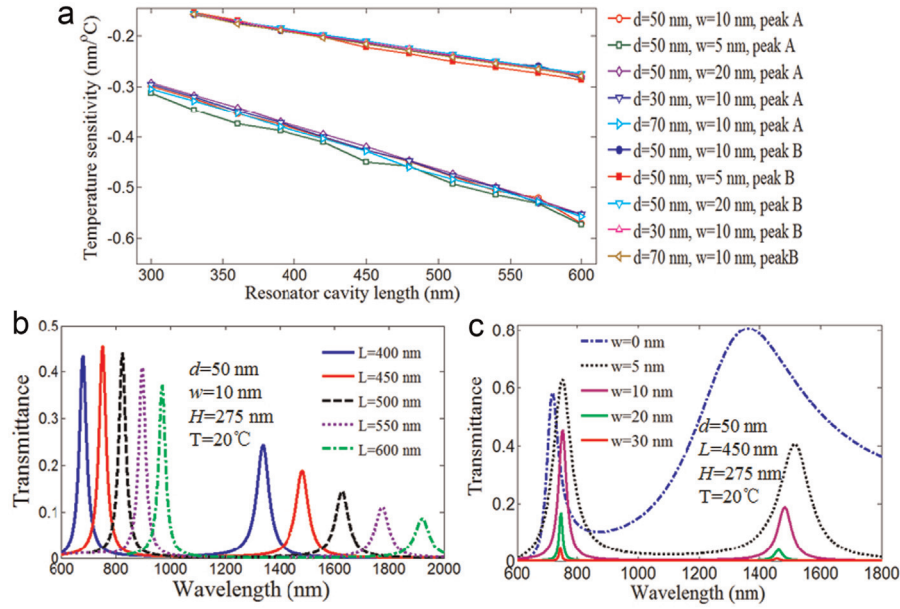 a
Temperature sensitivity (nm/°C)
-0.2
-0.3
-0.4
-0.5
-0.6
300
350
400
450
500
550
600
Resonator cavity length (nm)
d=50 nm, w=10 nm, peak A
d=50 nm, w=5 nm, peak A
d=50 nm, w=20 nm, peak A
d=30 nm, w=10 nm, peak A
d=70 nm, w=10 nm, peak A
d=50 nm, w=10 nm, peak B
d=50 nm, w=5 nm, peak B
d=50 nm, w=20 nm, peak B
d=30 nm, w=10 nm, peak B
d=70 nm, w=10 nm, peakB
b
Transmittance
0.5
0.4
0.3
0.2
0.1
0
600
800
1000
1200
1400
1600
1800
2000
Wavelength (nm)
d=50 nm
w=10 nm
H=275 nm
T=20℃
L=400 nm
L=450 nm
L=500 nm
L=550 nm
L=600 nm
c
Transmittance
0.8
0.6
0.4
0.2
0
600
800
1000
1200
1400
1600
1800
Wavelength (nm)
w=0 nm
w=5 nm
w=10 nm
w=20 nm
w=30 nm
d=50 nm
L=450 nm
H=275 nm
T=20℃